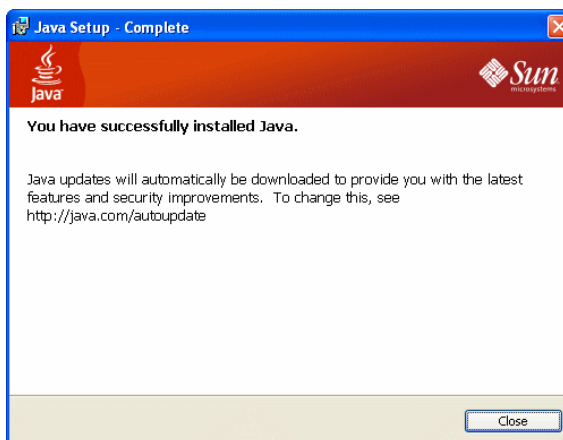 Java Setup - Complete
Java
Sun
microsystems
You have successfully installed Java.
Java updates will automatically be downloaded to provide you with the latest
features and security improvements. To change this, see
http://java.com/autoupdate
Close